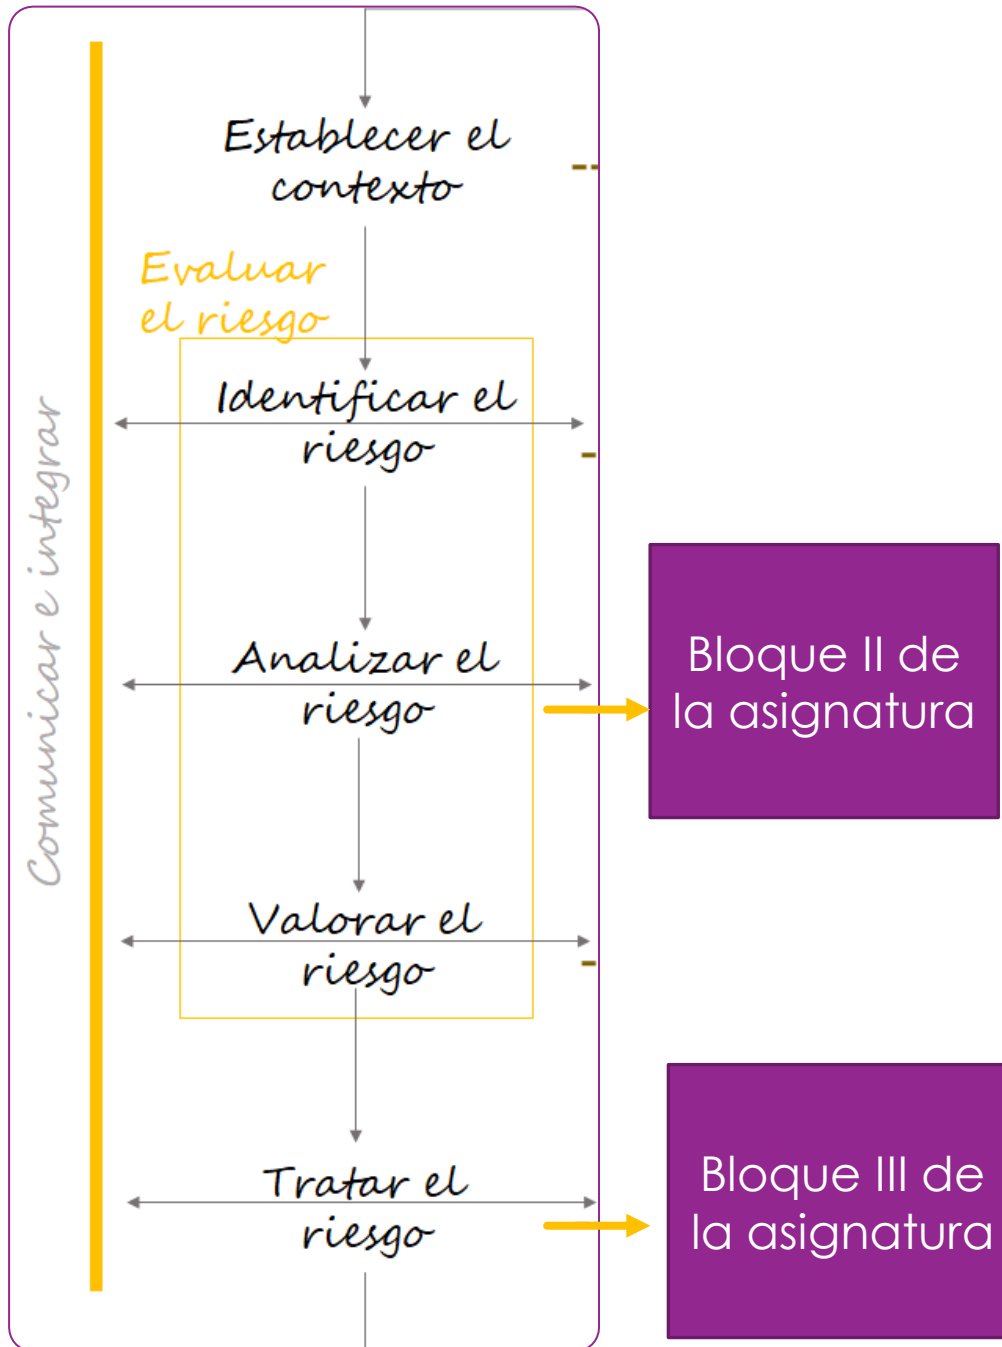 Establecer el
contexto
Evaluar
el riesgo
Identificar el
riesgo
Comunicar e integrar
Analizar el
riesgo
Bloque II de
la asignatura
Valorar el
riesgo
Tratar el
riesgo
Bloque III de
la asignatura